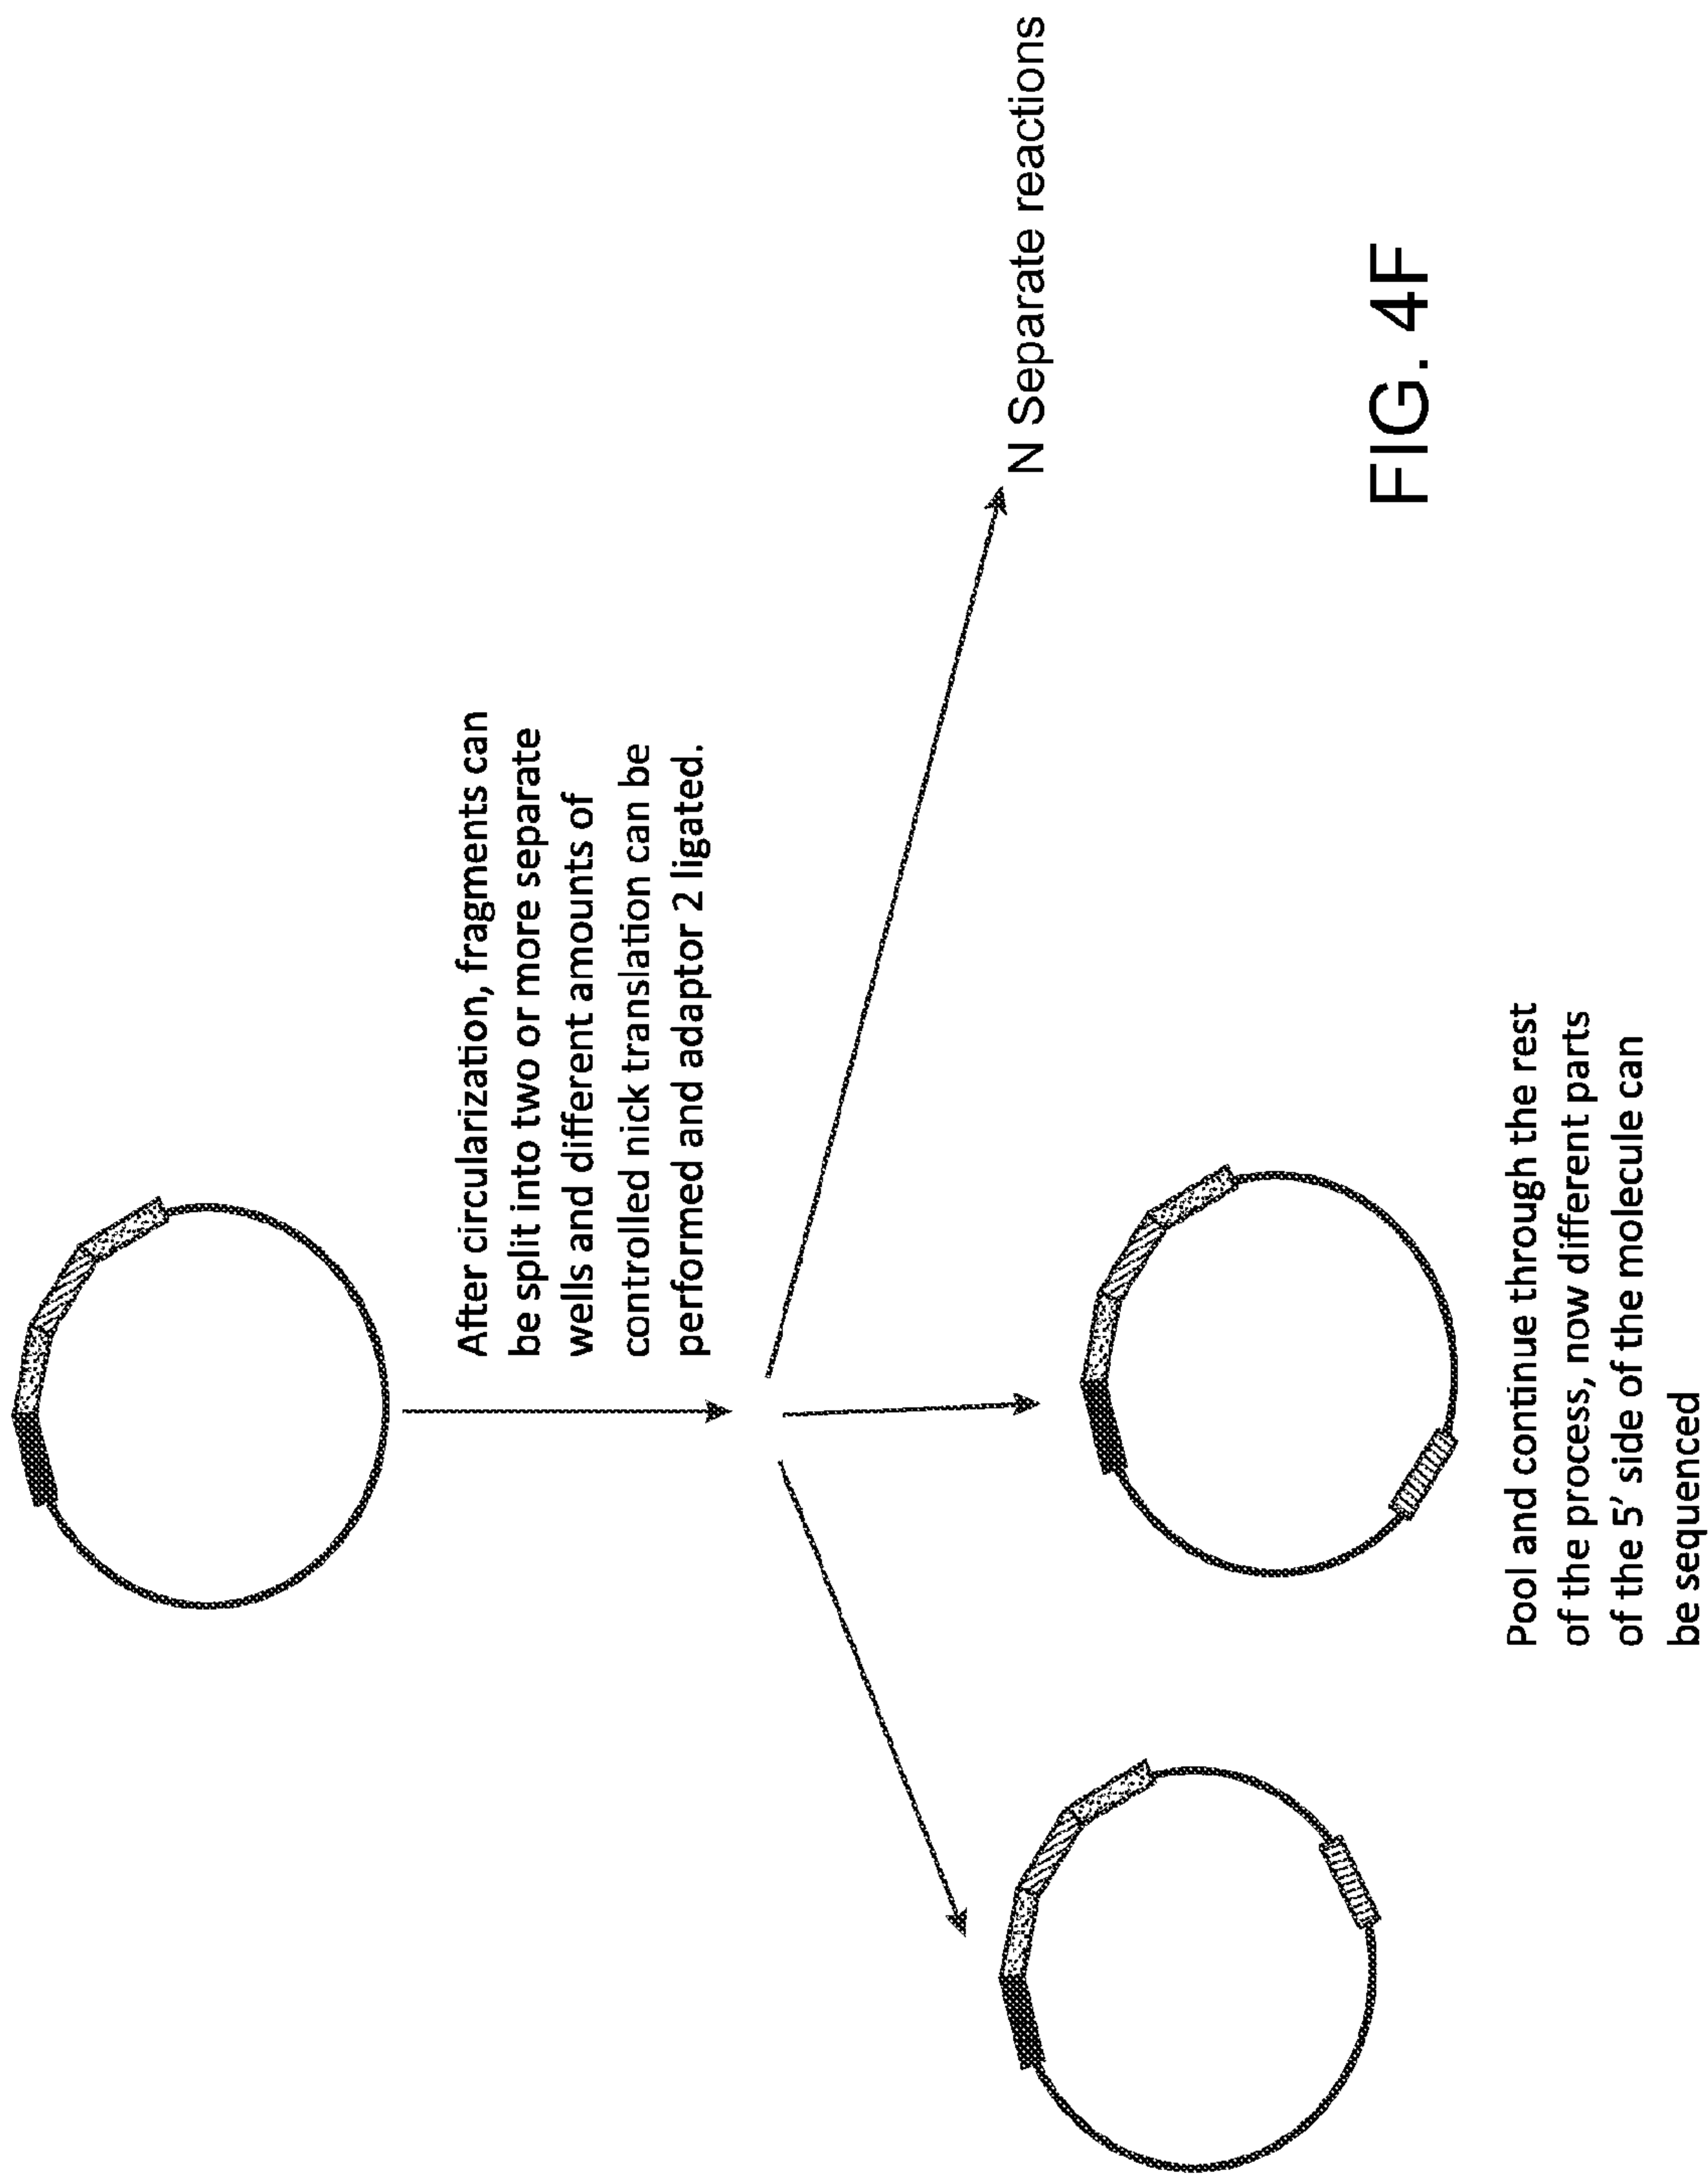 After circularization, fragments can
be split into two or more separate
wells and different amounts of
controlled nick translation can be
performed and adaptor 2 ligated.
N Separate reactions
Pool and continue through the rest
of the process, now different parts
of the 5’ side of the molecule can
be sequenced
FIG. 4F